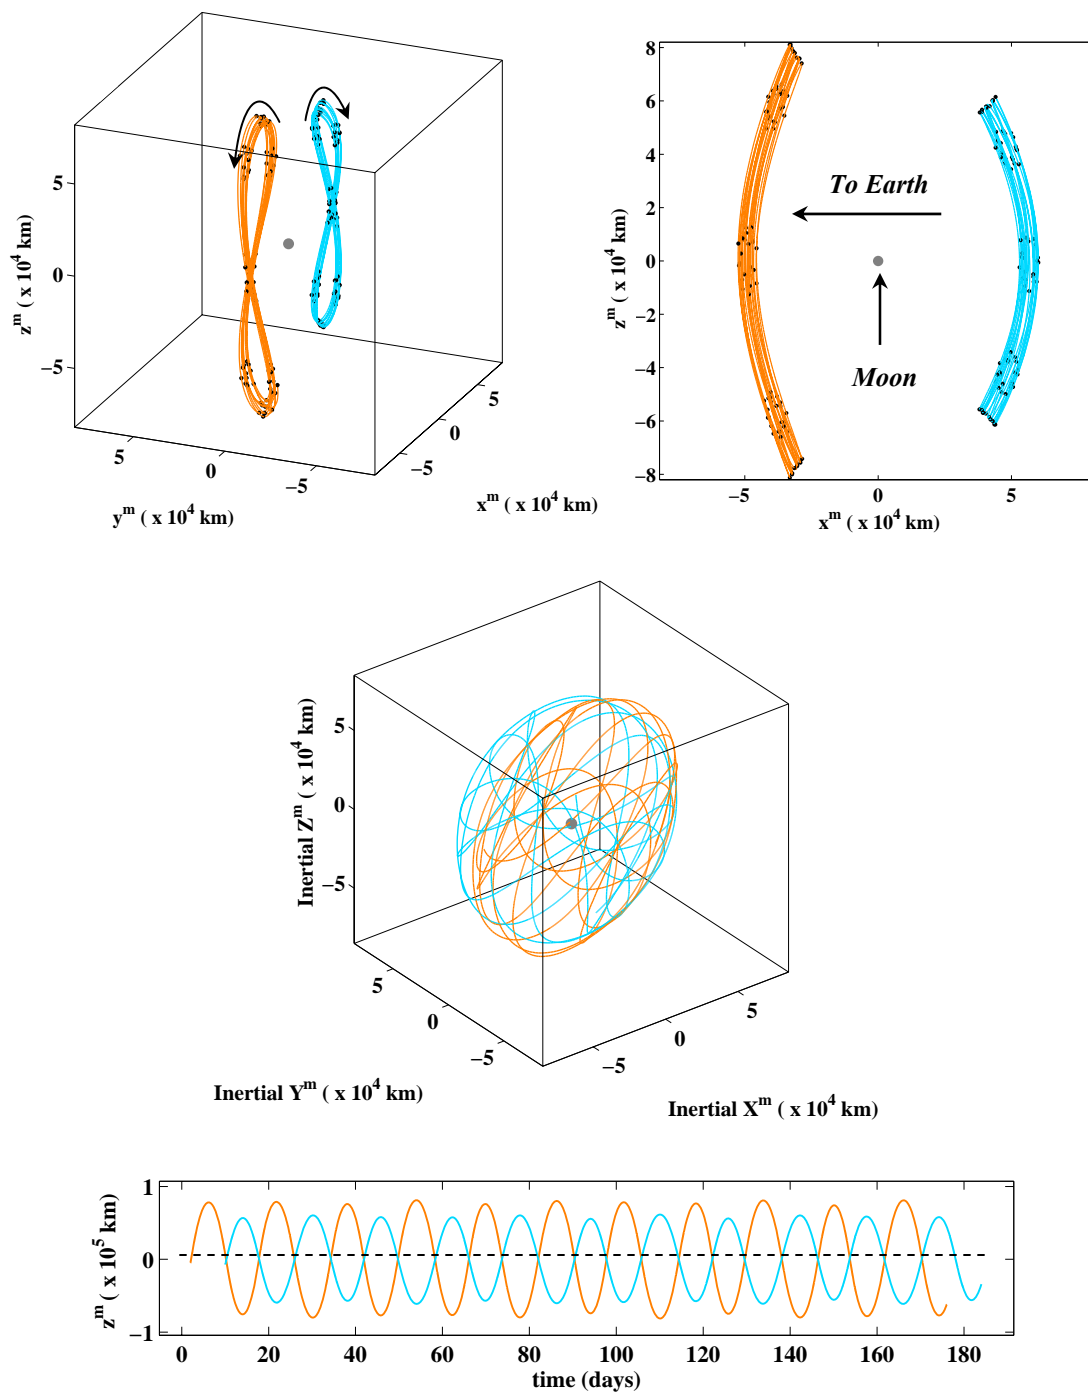 5
0
−5
z^m ( x 10^4 km)
5
0
−5
y^m ( x 10^4 km)
5
0
−5
x^m ( x 10^4 km)
8
6
4
2
0
−2
−4
−6
−8
z^m ( x 10^4 km)
To Earth
Moon
−5
0
5
x^m ( x 10^4 km)
5
0
−5
Inertial Z^m ( x 10^4 km)
5
0
−5
Inertial Y^m ( x 10^4 km)
5
0
−5
Inertial X^m ( x 10^4 km)
1
0
−1
z^m ( x 10^5 km)
0 20 40 60 80 100 120 140 160 180
time (days)